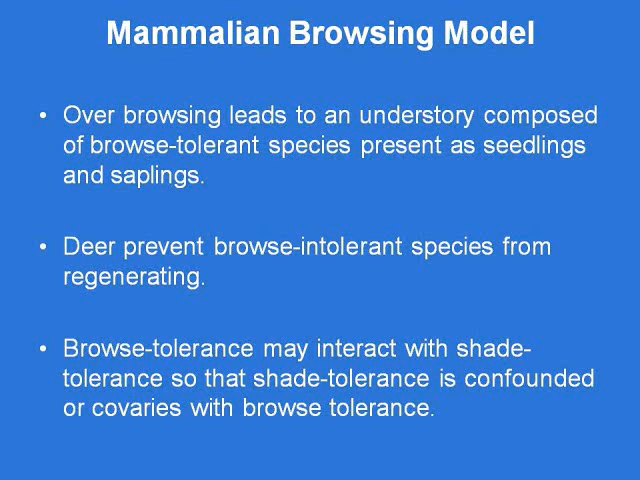 Mammalian Browsing Model
• Over browsing leads to an understory composed
of browse-tolerant species present as seedlings
and saplings.
• Deer prevent browse-intolerant species from
regenerating.
• Browse-tolerance may interact with shade-
tolerance so that shade-tolerance is confounded
or covaries with browse tolerance.